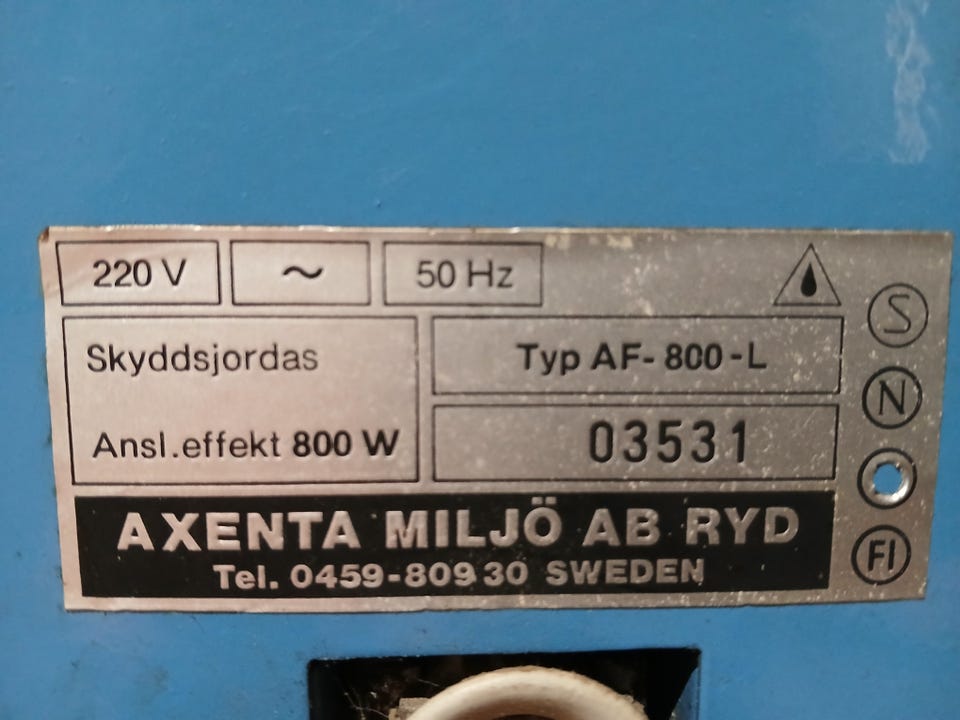 220 V ~ 50 Hz
S
Skyddsjordas
Typ AF-800-L
N
Ansl.effekt 800 W
03531
AXENTA MILJÖ AB RYD
Tel. 0459-809 30 SWEDEN
FI